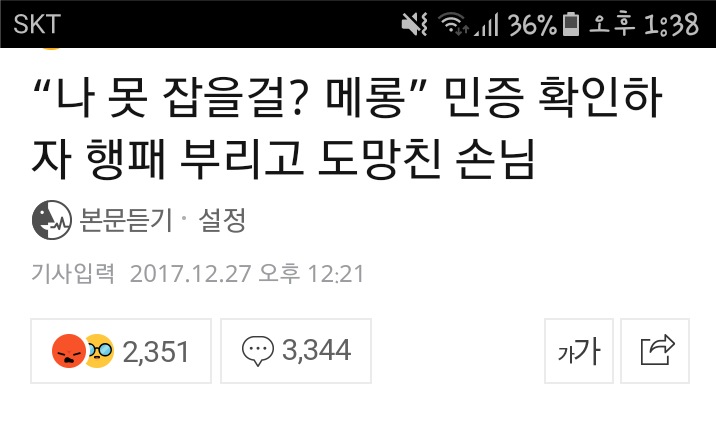 SKT 36% 오후 1:38
“나 못 잡을걸? 메롱” 민증 확인하
자 행패 부리고 도망친 손님
본문듣기 · 설정
기사입력 2017.12.27 오후 12:21
2,351 3,344 가가